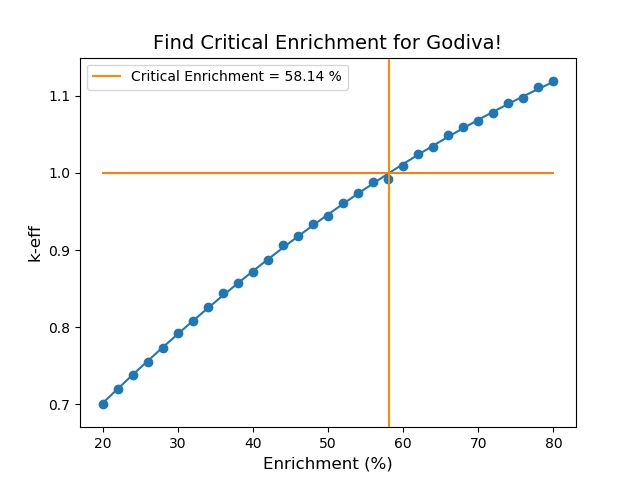 Find Critical Enrichment for Godiva!
Critical Enrichment = 58.14 %
k-eff
1.1
1.0
0.9
0.8
0.7
20 30 40 50 60 70 80
Enrichment (%)